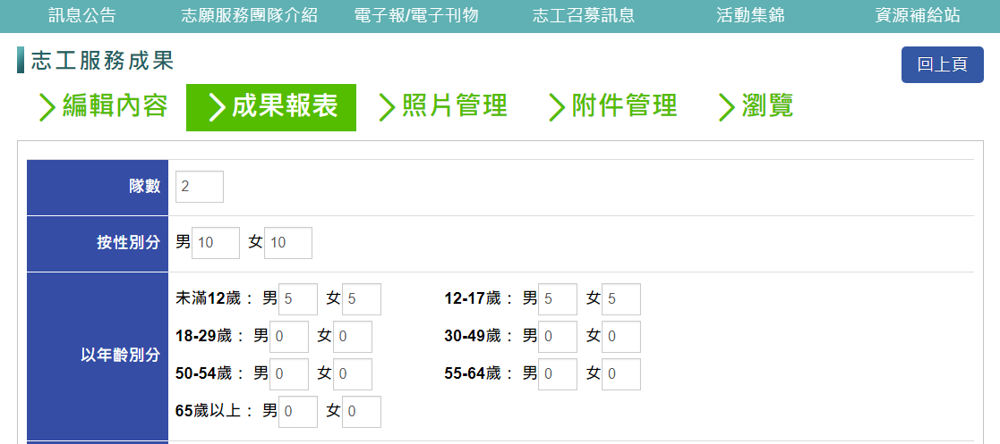 訊息公告 志願服務團隊介紹 電子報/電子刊物 志工召募訊息 活動集錦 資源補給站
志工服務成果 回上頁
編輯內容 成果報表 照片管理 附件管理 瀏覽
隊數 2
按性別分 男 10 女 10
未滿12歲： 男 5 女 5 12-17歲： 男 5 女 5
18-29歲： 男 0 女 0 30-49歲： 男 0 女 0
以年齡別分
50-54歲： 男 0 女 0 55-64歲： 男 0 女 0
65歲以上： 男 0 女 0